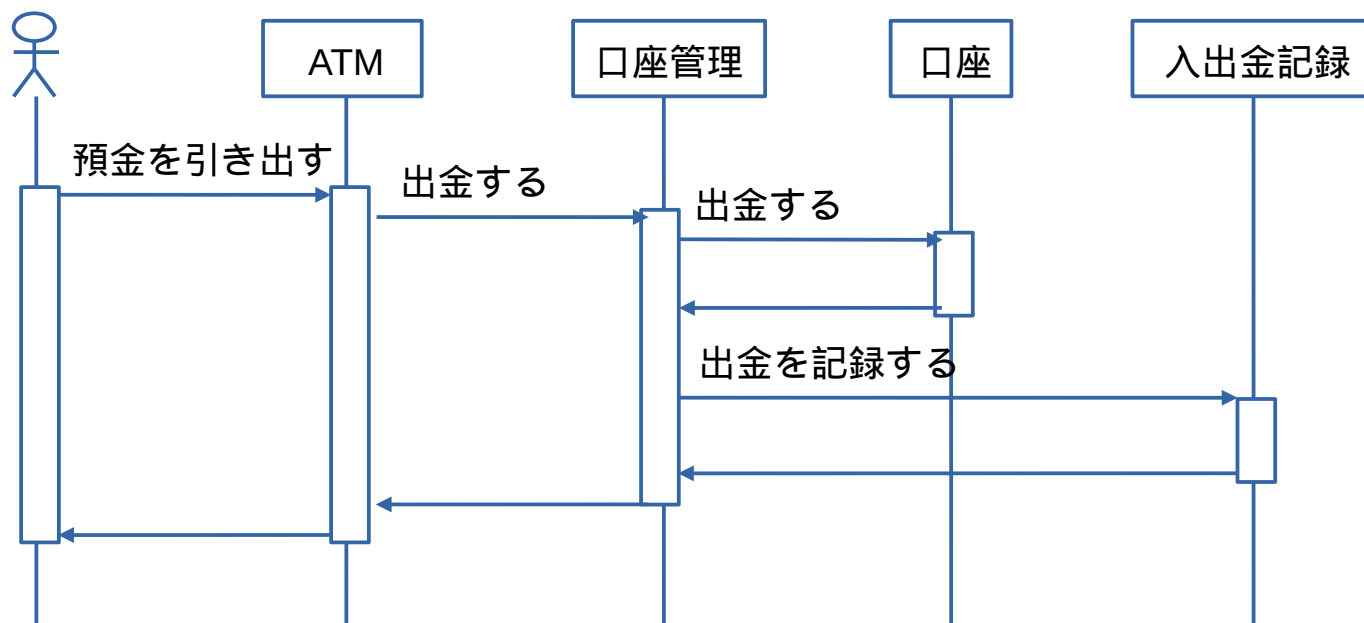 ATM
口座管理
口座
入出金記録
預金を引き出す
出金する
出金する
出金を記録する